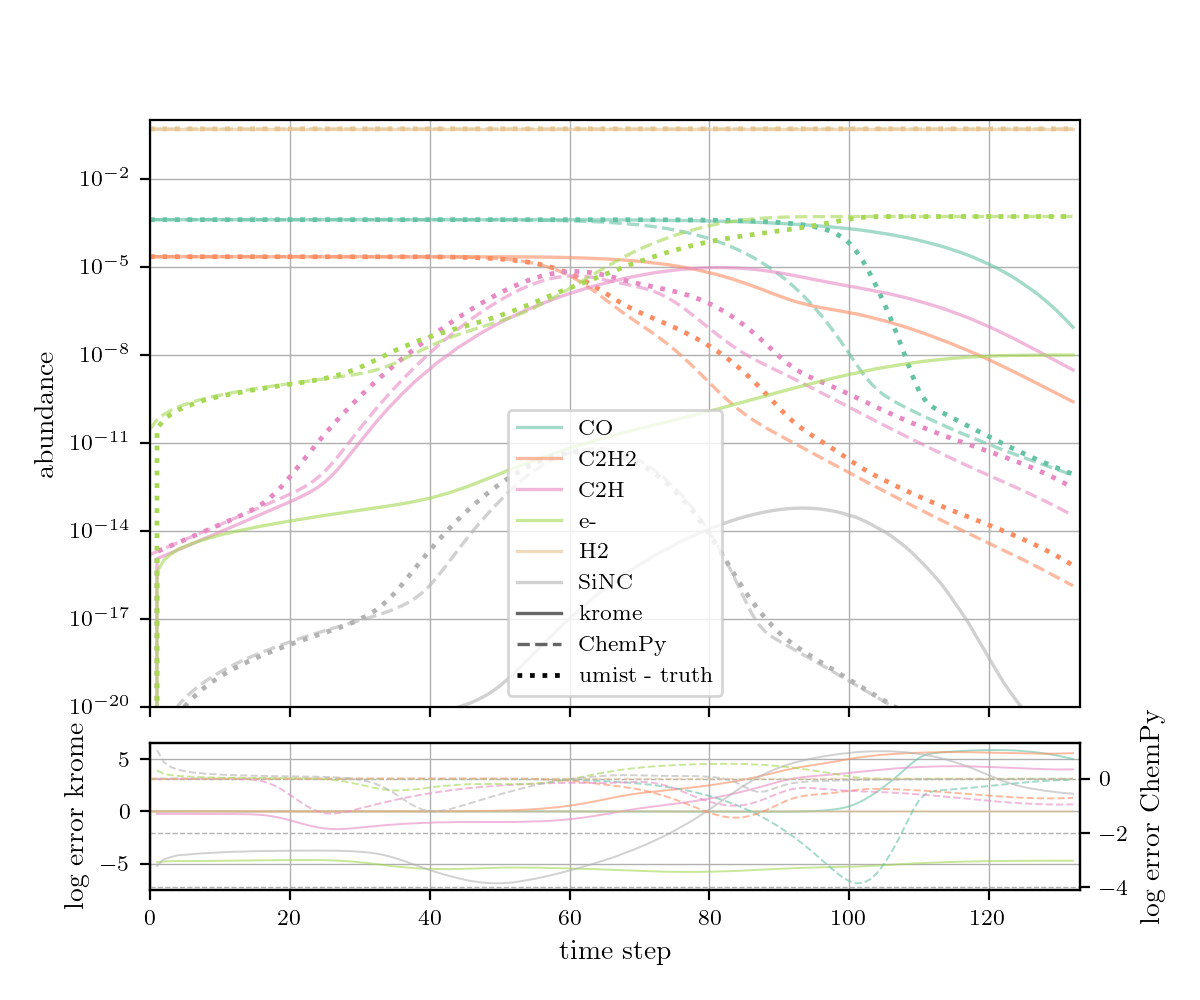 abundance
10⁻²
10⁻⁵
10⁻⁸
10⁻¹¹
10⁻¹⁴
10⁻¹⁷
10⁻²⁰
CO
C2H2
C2H
e-
H2
SiNC
krome
ChemPy
umist - truth
log error krome
5
0
−5
log error ChemPy
0
−2
−4
0 20 40 60 80 100 120
time step